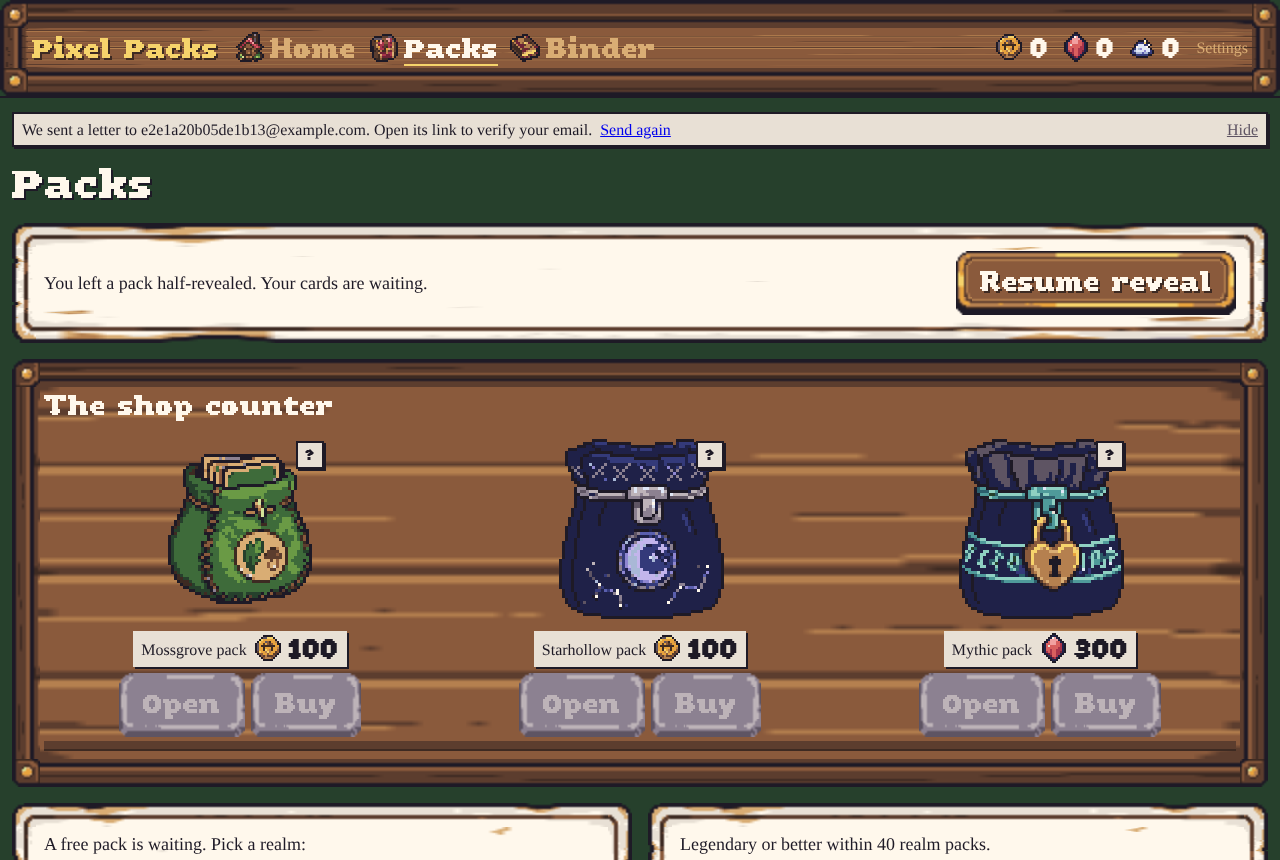 Pixel Packs Home Packs Binder 0 0 0 Settings
We sent a letter to e2e1a20b05de1b13@example.com. Open its link to verify your email. Send again Hide
Packs
You left a pack half-revealed. Your cards are waiting. Resume reveal
The shop counter
? ? ?
Mossgrove pack 100 Starhollow pack 100 Mythic pack 300
Open Buy Open Buy Open Buy
A free pack is waiting. Pick a realm: Legendary or better within 40 realm packs.